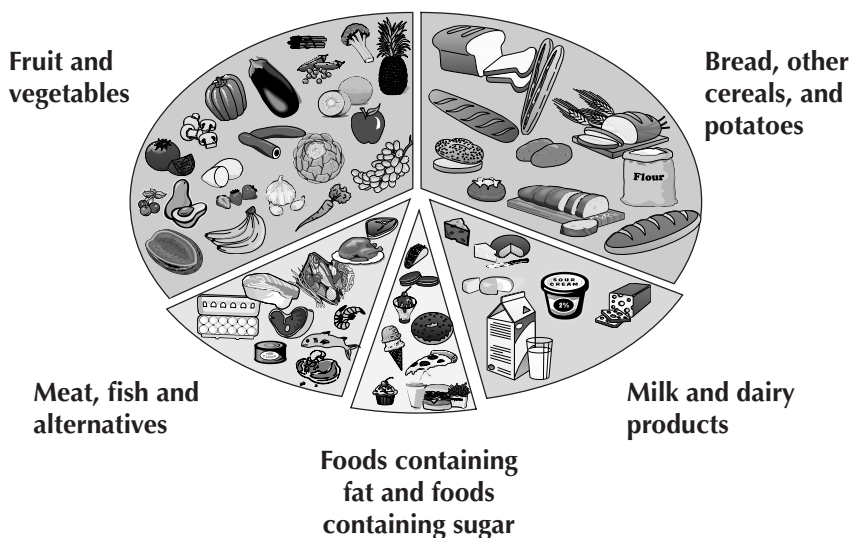 Fruit and
vegetables
Bread, other
cereals, and
potatoes
Flour
SOUR
CREAM
2%
Meat, fish and
alternatives
Milk and dairy
products
Foods containing
fat and foods
containing sugar